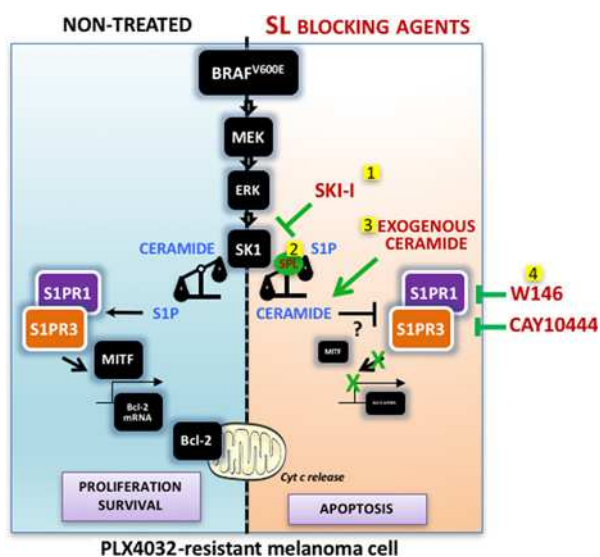 NON-TREATED
SL BLOCKING AGENTS
BRAFV600E
MEK
ERK
1
SKI-I
3 EXOGENOUS
CERAMIDE
CERAMIDE
SK1
2
SPL
S1P
4
S1PR1
S1PR3
S1P
CERAMIDE
?
S1PR1
S1PR3
W146
CAY10444
MITF
MITF
X
X
Bcl-2
mRNA
Bcl-2
Cyt c release
PROLIFERATION
SURVIVAL
APOPTOSIS
PLX4032-resistant melanoma cell